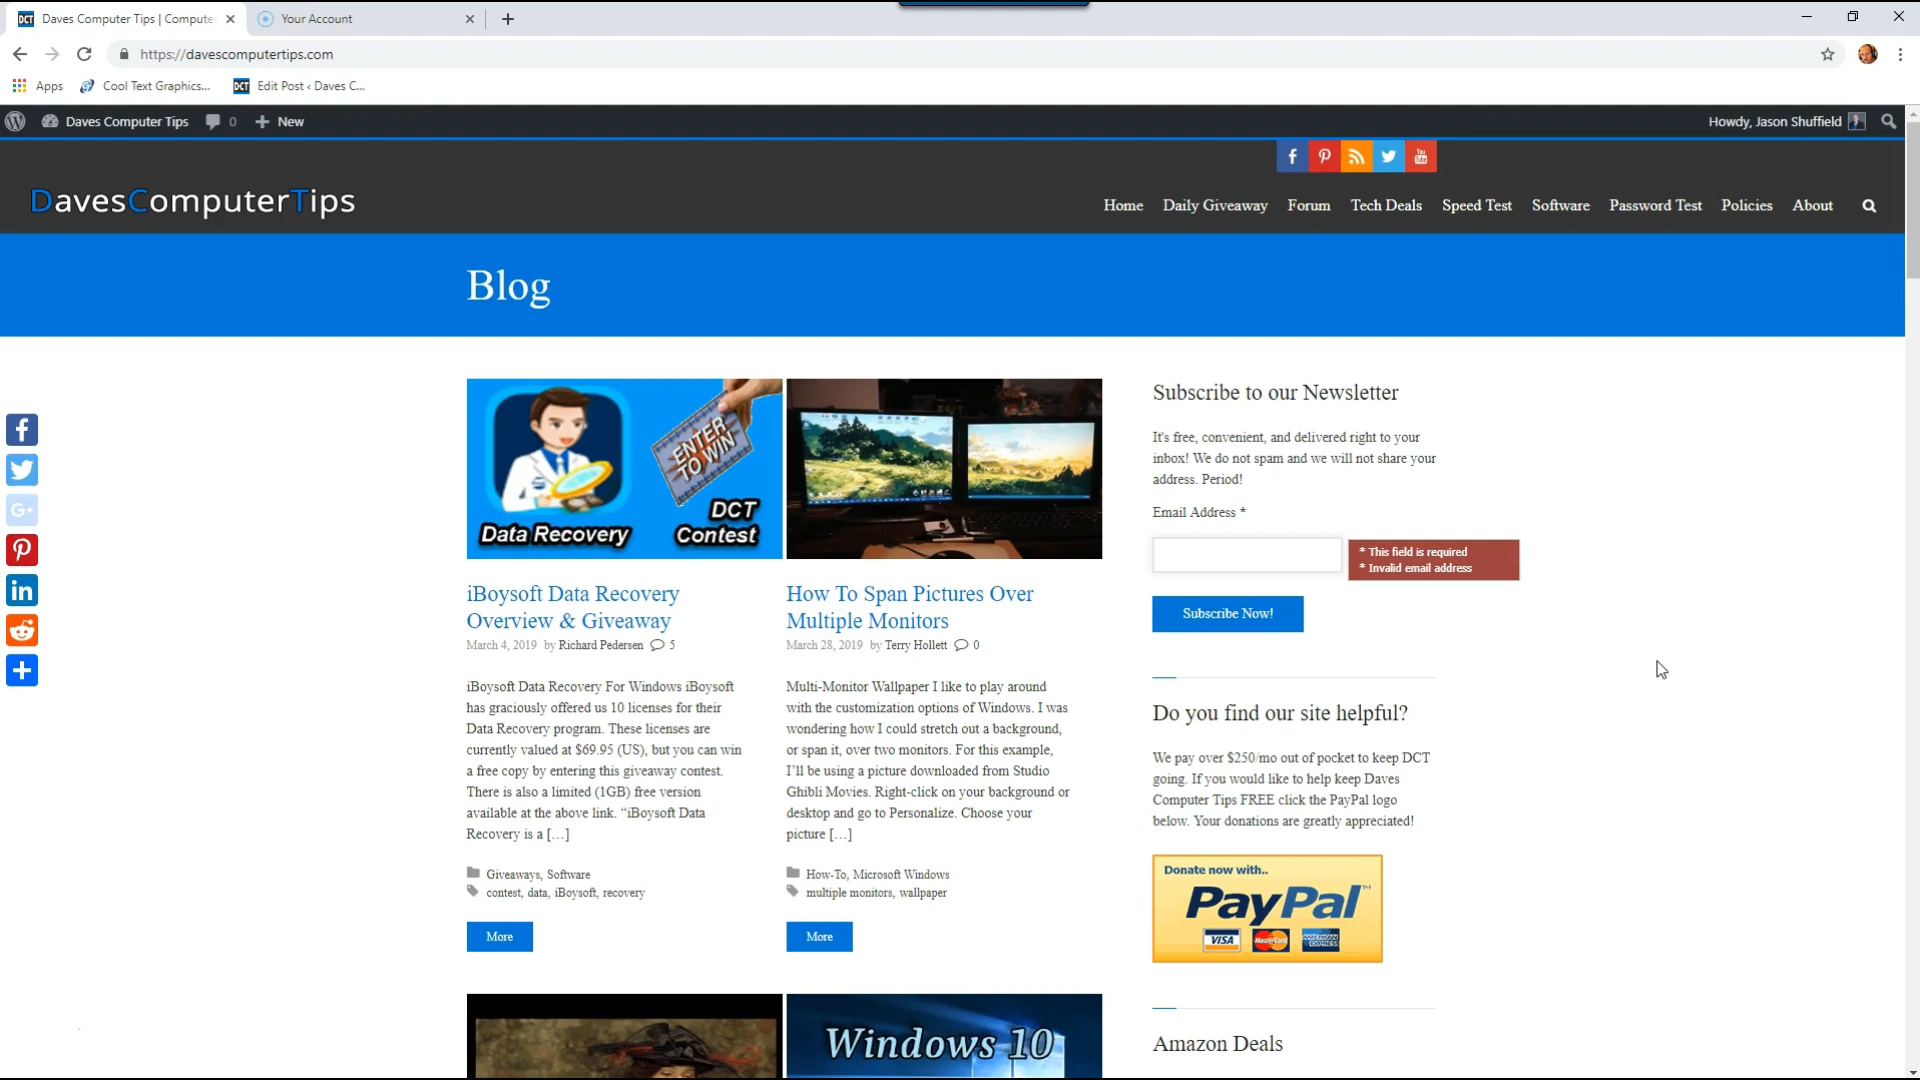 Daves Computer Tips | Compute
Your Account
https://davescomputertips.com
Apps
Cool Text Graphics...
DCT
Edit Post ‹ Daves C...
Daves Computer Tips
0
New
Howdy, Jason Shuffield
DavesComputerTips
Home
Daily Giveaway
Forum
Tech Deals
Speed Test
Software
Password Test
Policies
About
Blog
ENTER
TO WIN
Data Recovery
DCT
Contest
iBoysoft Data Recovery
Overview & Giveaway
March 4, 2019 by Richard Pedersen 5
iBoysoft Data Recovery For Windows iBoysoft
has graciously offered us 10 licenses for their
Data Recovery program. These licenses are
currently valued at $69.95 (US), but you can win
a free copy by entering this giveaway contest.
There is also a limited (1GB) free version
available at the above link. “iBoysoft Data
Recovery is a […]
Giveaways, Software
contest, data, iBoysoft, recovery
More
How To Span Pictures Over
Multiple Monitors
March 28, 2019 by Terry Hollett 0
Multi-Monitor Wallpaper I like to play around
with the customization options of Windows. I was
wondering how I could stretch out a background,
or span it, over two monitors. For this example,
I’ll be using a picture downloaded from Studio
Ghibli Movies. Right-click on your background or
desktop and go to Personalize. Choose your
picture […]
How-To, Microsoft Windows
multiple monitors, wallpaper
More
Windows 10
Subscribe to our Newsletter
It's free, convenient, and delivered right to your
inbox! We do not spam and we will not share your
address. Period!
Email Address *
* This field is required
* Invalid email address
Subscribe Now!
Do you find our site helpful?
We pay over $250/mo out of pocket to keep DCT
going. If you would like to help keep Daves
Computer Tips FREE click the PayPal logo
below. Your donations are greatly appreciated!
Donate now with..
PayPal™
VISA
MasterCard
AMERICAN
EXPRESS
Amazon Deals